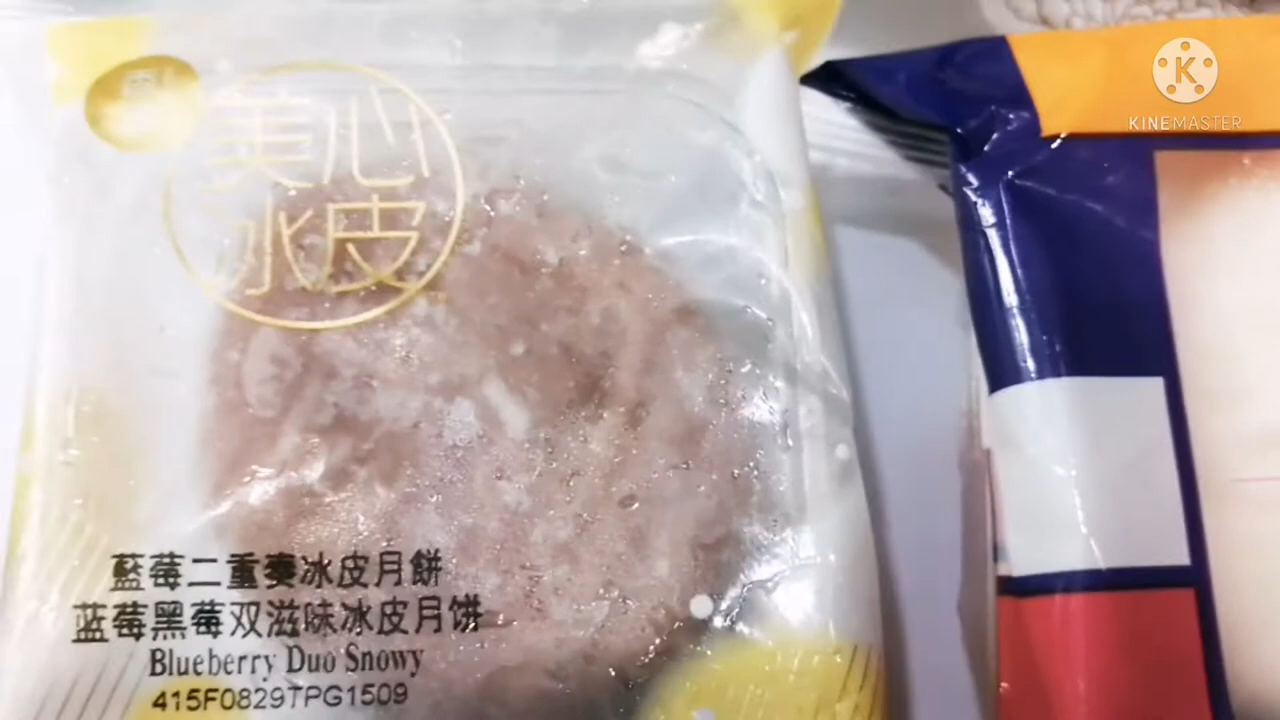 美心
冰皮
KINEMASTER
藍莓二重奏冰皮月餅
蓝莓黑莓双滋味冰皮月饼
Blueberry Duo Snowy
415F0829TPG1509